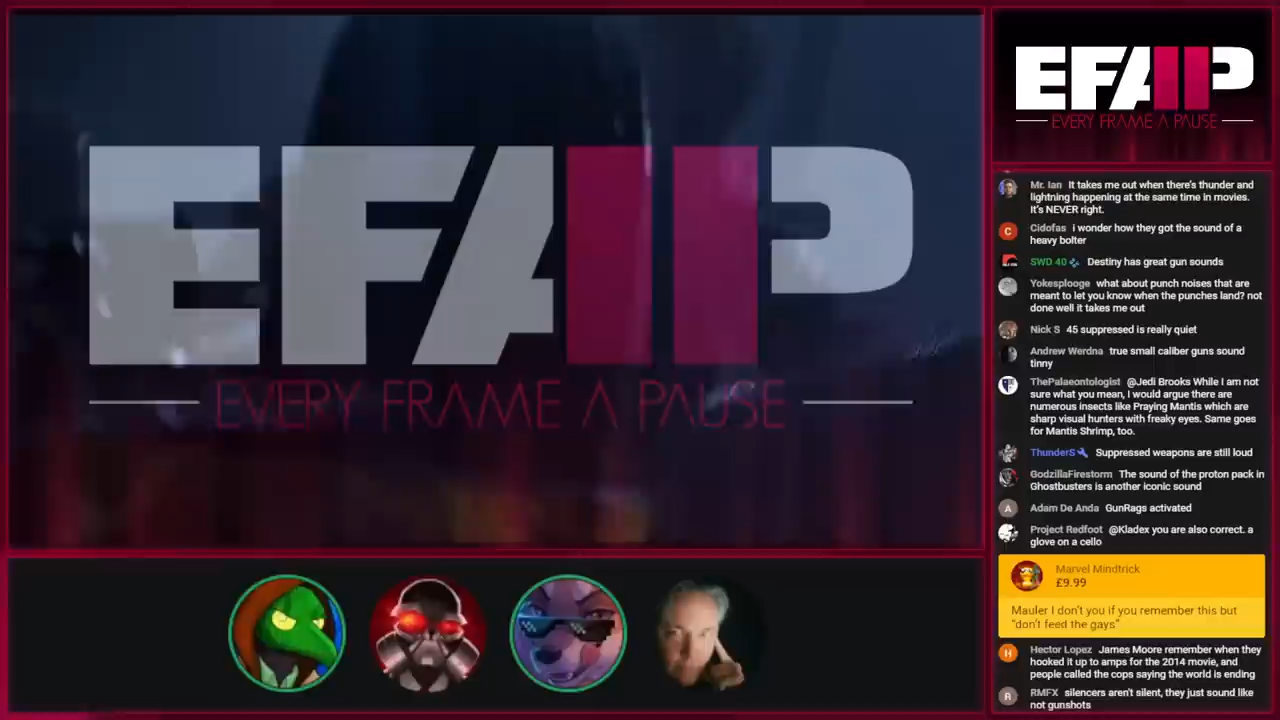 EFAP
EVERY FRAME A PAUSE
EFAP
EVERY FRAME A PAUSE
Mr. Ian It takes me out when there's thunder and
lightning happening at the same time in movies.
It's NEVER right.
C
Cidofas i wonder how they got the sound of a
heavy bolter
SWD 40 Destiny has great gun sounds
Yokesplooge what about punch noises that are
meant to let you know when the punches land? not
done well it takes me out
Nick S 45 suppressed is really quiet
Andrew Werdna true small caliber guns sound
tinny
ThePalaeontologist @Jedi Brooks While I am not
sure what you mean, I would argue there are
numerous insects like Praying Mantis which are
sharp visual hunters with freaky eyes. Same goes
for Mantis Shrimp, too.
ThunderS Suppressed weapons are still loud
GodzillaFirestorm The sound of the proton pack in
Ghostbusters is another iconic sound
A
Adam De Anda GunRags activated
Project Redfoot @Kladex you are also correct. a
glove on a cello
Marvel Mindtrick
£9.99
Mauler I don't you if you remember this but
"don't feed the gays"
H
Hector Lopez James Moore remember when they
hooked it up to amps for the 2014 movie, and
people called the cops saying the world is ending
R
RMFX silencers aren't silent, they just sound like
not gunshots